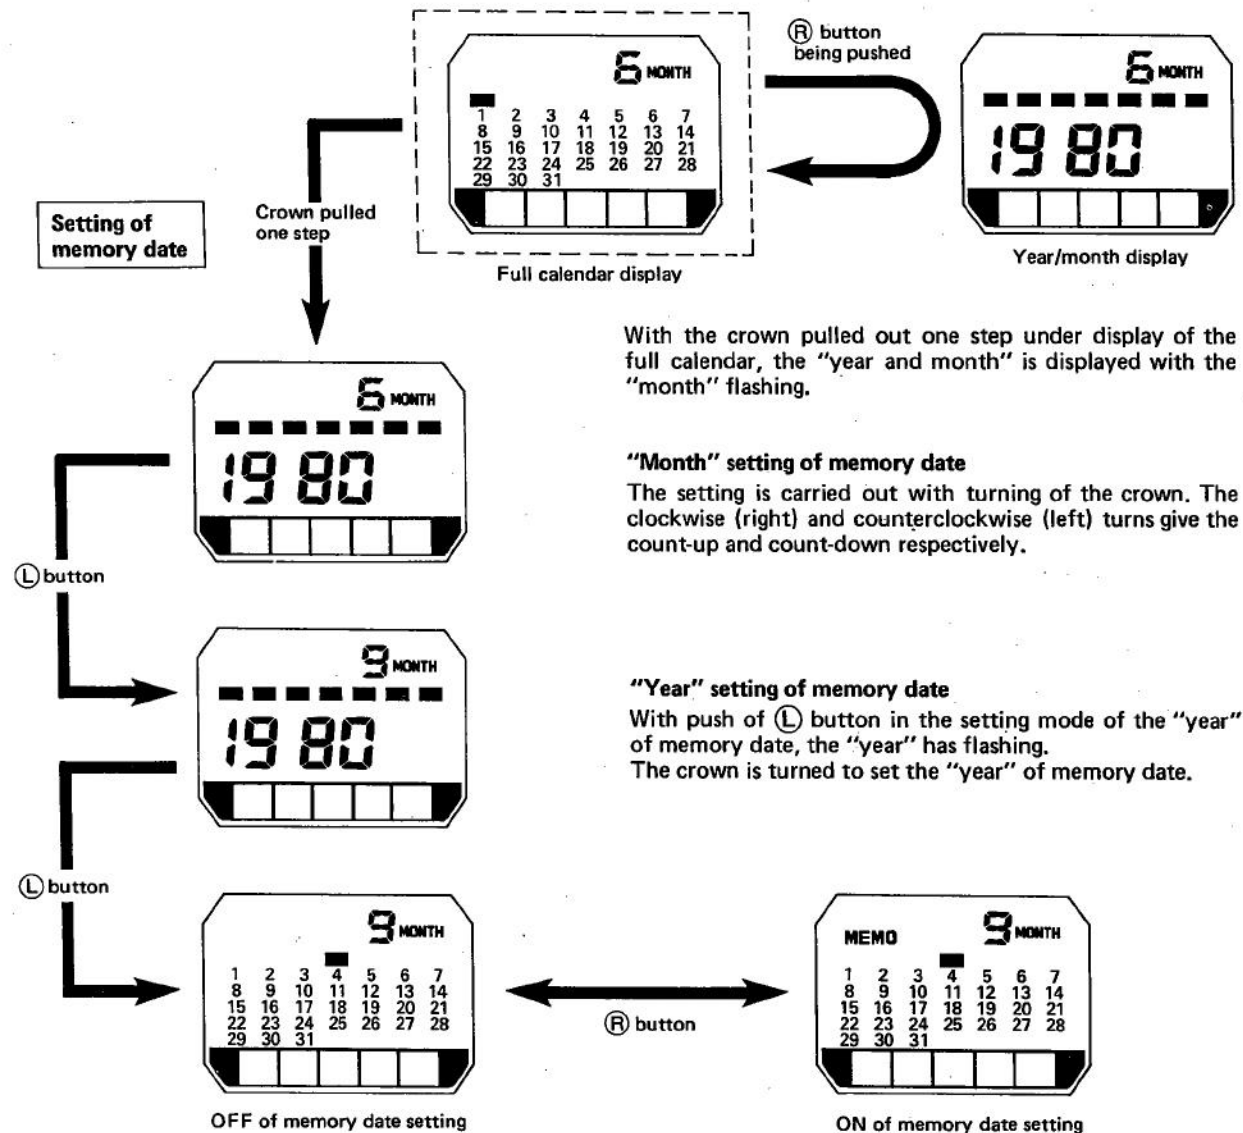 Ⓡ button
being pushed
6 MONTH
1 2 3 4 5 6 7
8 9 10 11 12 13 14
15 16 17 18 19 20 21
22 23 24 25 26 27 28
29 30 31
Full calendar display
6 MONTH
1980
Year/month display
Setting of
memory date
Crown pulled
one step
With the crown pulled out one step under display of the
full calendar, the “year and month” is displayed with the
“month” flashing.
6 MONTH
1980
“Month” setting of memory date
The setting is carried out with turning of the crown. The
clockwise (right) and counterclockwise (left) turns give the
count-up and count-down respectively.
Ⓛ button
9 MONTH
1980
“Year” setting of memory date
With push of Ⓛ button in the setting mode of the “year”
of memory date, the “year” has flashing.
The crown is turned to set the “year” of memory date.
Ⓛ button
9 MONTH
1 2 3 4 5 6 7
8 9 10 11 12 13 14
15 16 17 18 19 20 21
22 23 24 25 26 27 28
29 30 31
OFF of memory date setting
Ⓡ button
MEMO 9 MONTH
1 2 3 4 5 6 7
8 9 10 11 12 13 14
15 16 17 18 19 20 21
22 23 24 25 26 27 28
29 30 31
ON of memory date setting